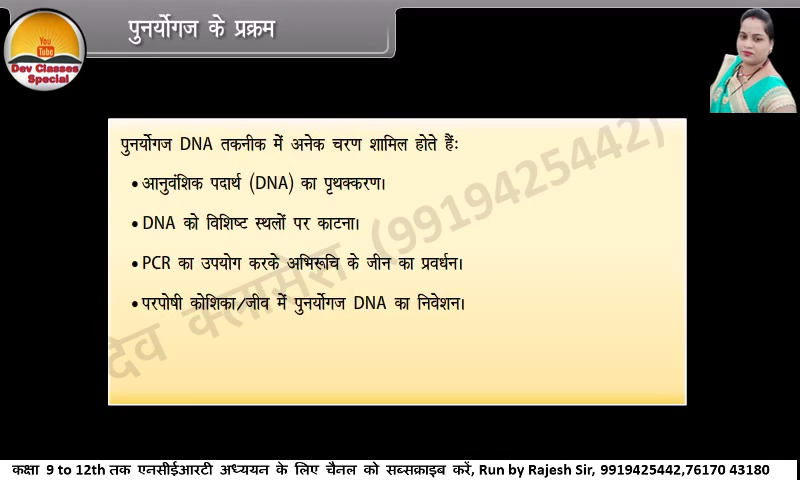 You
Tube
Dev Classes
Special
पुनर्योगज के प्रक्रम
पुनर्योगज DNA तकनीक में अनेक चरण शामिल होते हैंः
• आनुवंशिक पदार्थ (DNA) का पृथक्करण।
• DNA को विशिष्ट स्थलों पर काटना।
• PCR का उपयोग करके अभिरूचि के जीन का प्रवर्धन।
• परपोषी कोशिका/जीव में पुनर्योगज DNA का निवेशन।
देव क्लासेस (9919425442)
कक्षा 9 to 12th तक एनसीईआरटी अध्ययन के लिए चैनल को सब्सक्राइब करें, Run by Rajesh Sir, 9919425442,76170 43180